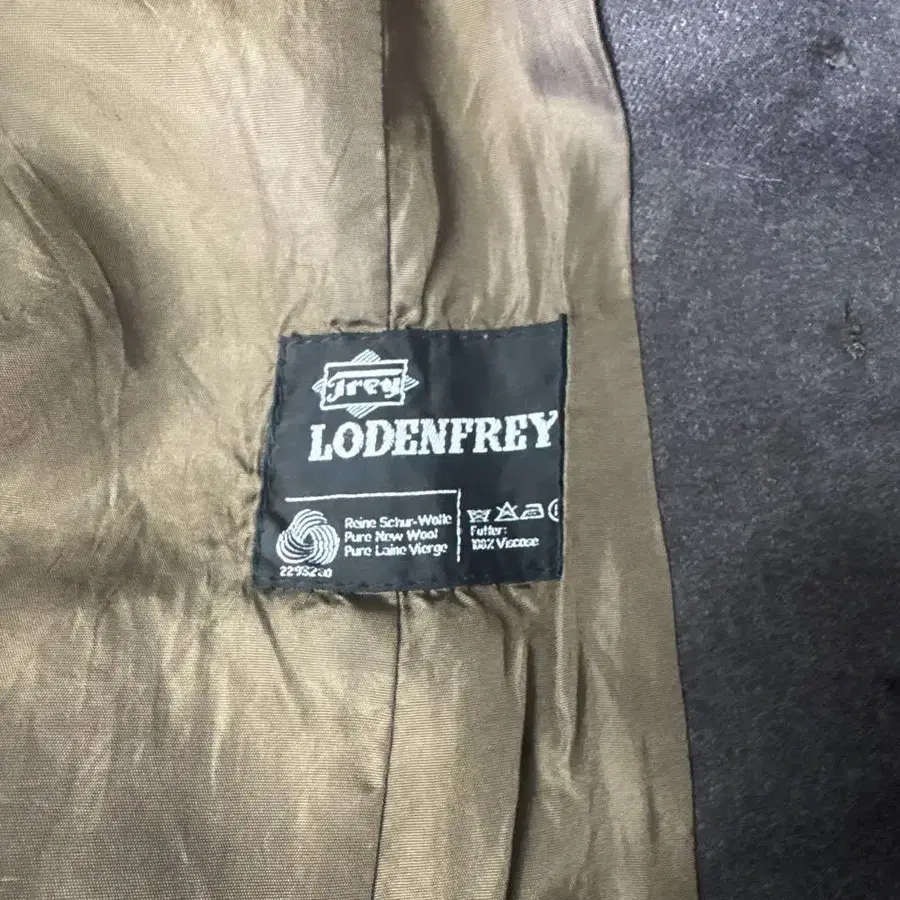 Frey
LODENFREY
Reine Schur-Wolle
Pure New Wool
Pure Laine Vierge
Futter:
100% Viscose